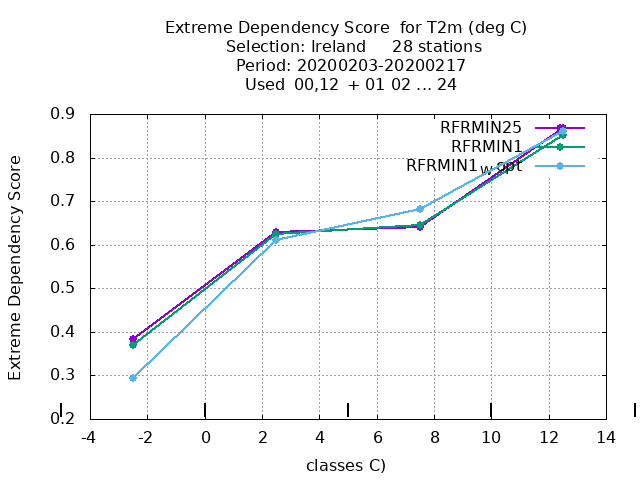 Extreme Dependency Score  for T2m (deg C)
Selection: Ireland     28 stations
Period: 20200203-20200217
Used  00,12  + 01 02 ... 24
Extreme Dependency Score
0.9
0.8
0.7
0.6
0.5
0.4
0.3
0.2
RFRMIN25
RFRMIN1
RFRMIN1wopt
-4 -2 0 2 4 6 8 10 12 14
classes C)